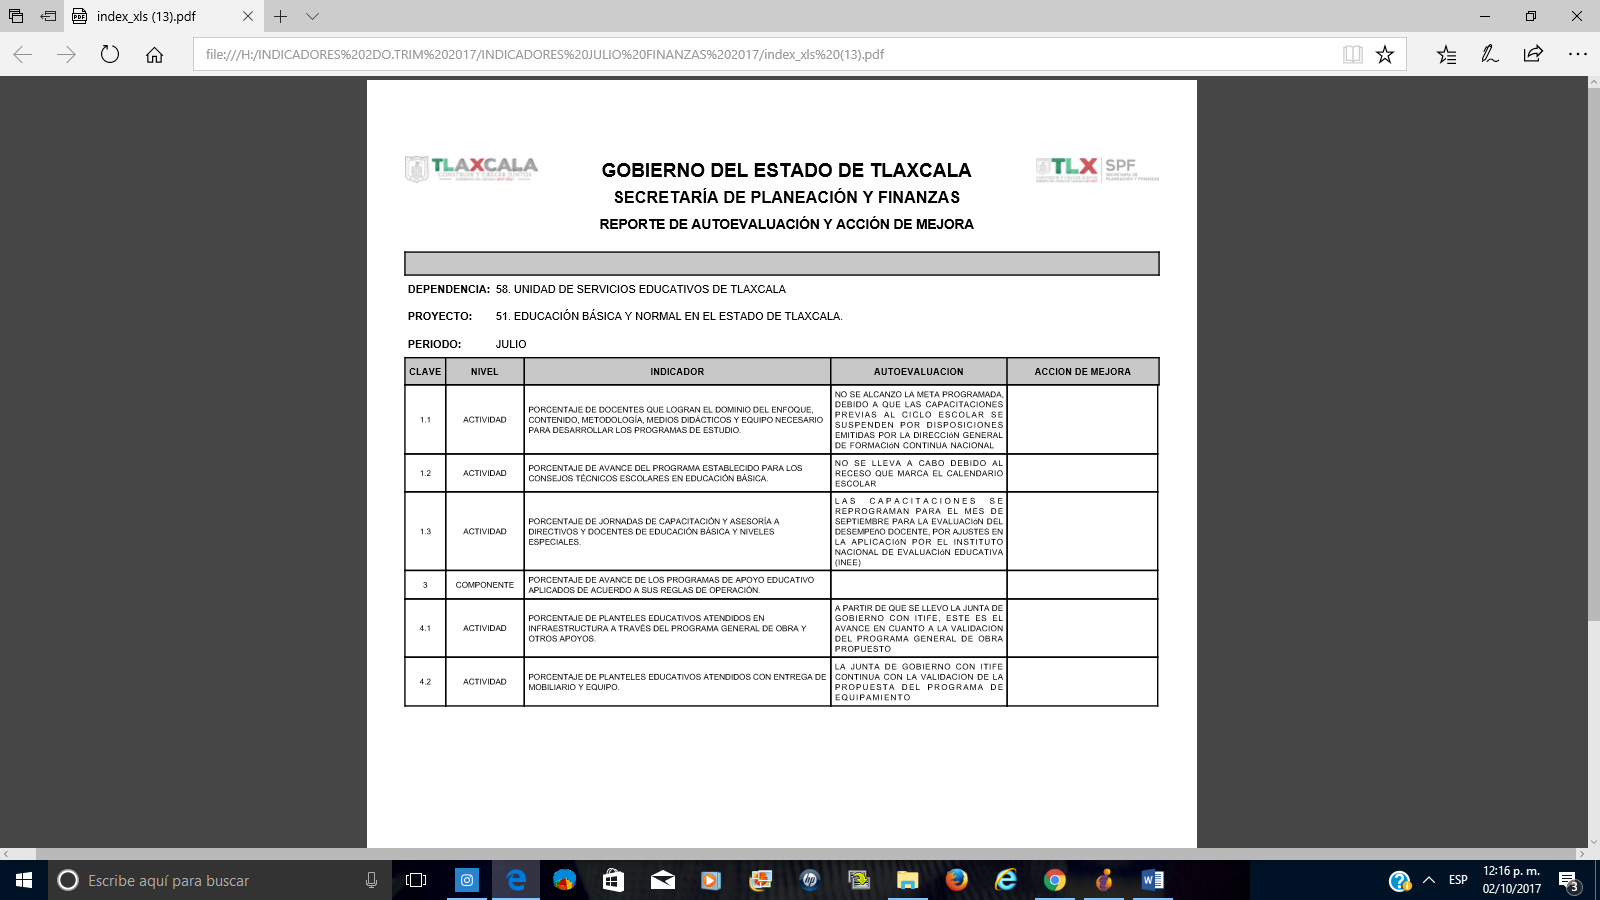 index_xls (13).pdf
file:///H:/INDICADORES%202DO.TRIM%202017/INDICADORES%20JULIO%20FINANZAS%202017/index_xls%20(13).pdf
TLAXCALA
CONSTRUIR Y CRECER JUNTOS
TLX SPF
SECRETARÍA DE
PLANEACIÓN Y FINANZAS
GOBIERNO DEL ESTADO DE TLAXCALA
SECRETARÍA DE PLANEACIÓN Y FINANZAS
REPORTE DE AUTOEVALUACIÓN Y ACCIÓN DE MEJORA
DEPENDENCIA: 58. UNIDAD DE SERVICIOS EDUCATIVOS DE TLAXCALA
PROYECTO: 51. EDUCACIÓN BÁSICA Y NORMAL EN EL ESTADO DE TLAXCALA.
PERIODO: JULIO
CLAVE NIVEL INDICADOR AUTOEVALUACION ACCION DE MEJORA
1.1
ACTIVIDAD
PORCENTAJE DE DOCENTES QUE LOGRAN EL DOMINIO DEL ENFOQUE,
CONTENIDO, METODOLOGÍA, MEDIOS DIDÁCTICOS Y EQUIPO NECESARIO
PARA DESARROLLAR LOS PROGRAMAS DE ESTUDIO.
NO SE ALCANZO LA META PROGRAMADA,
DEBIDO A QUE LAS CAPACITACIONES
PREVIAS AL CICLO ESCOLAR SE
SUSPENDEN POR DISPOSICIONES
EMITIDAS POR LA DIRECCIóN GENERAL
DE FORMACIóN CONTINUA NACIONAL
1.2
ACTIVIDAD
PORCENTAJE DE AVANCE DEL PROGRAMA ESTABLECIDO PARA LOS
CONSEJOS TÉCNICOS ESCOLARES EN EDUCACIÓN BÁSICA.
NO SE LLEVA A CABO DEBIDO AL
RECESO QUE MARCA EL CALENDARIO
ESCOLAR
1.3
ACTIVIDAD
PORCENTAJE DE JORNADAS DE CAPACITACIÓN Y ASESORÍA A
DIRECTIVOS Y DOCENTES DE EDUCACIÓN BÁSICA Y NIVELES
ESPECIALES.
LAS CAPACITACIONES SE
REPROGRAMAN PARA EL MES DE
SEPTIEMBRE PARA LA EVALUACIóN DEL
DESEMPEñO DOCENTE, POR AJUSTES EN
LA APLICACIóN POR EL INSTITUTO
NACIONAL DE EVALUACIóN EDUCATIVA
(INEE)
3
COMPONENTE
PORCENTAJE DE AVANCE DE LOS PROGRAMAS DE APOYO EDUCATIVO
APLICADOS DE ACUERDO A SUS REGLAS DE OPERACIÓN.
4.1
ACTIVIDAD
PORCENTAJE DE PLANTELES EDUCATIVOS ATENDIDOS EN
INFRAESTRUCTURA A TRAVÉS DEL PROGRAMA GENERAL DE OBRA Y
OTROS APOYOS.
A PARTIR DE QUE SE LLEVO LA JUNTA DE
GOBIERNO CON ITIFE, ESTE ES EL
AVANCE EN CUANTO A LA VALIDACION
DEL PROGRAMA GENERAL DE OBRA
PROPUESTO
4.2
ACTIVIDAD
PORCENTAJE DE PLANTELES EDUCATIVOS ATENDIDOS CON ENTREGA DE
MOBILIARIO Y EQUIPO.
LA JUNTA DE GOBIERNO CON ITIFE
CONTINUA CON LA VALIDACION DE LA
PROPUESTA DEL PROGRAMA DE
EQUIPAMIENTO
Escribe aquí para buscar
ESP
12:16 p. m.
02/10/2017
3